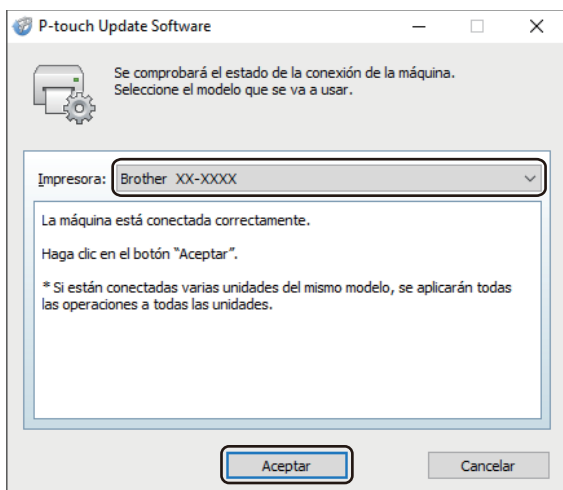 P-touch Update Software
Se comprobará el estado de la conexión de la máquina.
Seleccione el modelo que se va a usar.
Impresora: Brother XX-XXXX
La máquina está conectada correctamente.
Haga clic en el botón "Aceptar".
* Si están conectadas varias unidades del mismo modelo, se aplicarán todas
las operaciones a todas las unidades.
Aceptar Cancelar